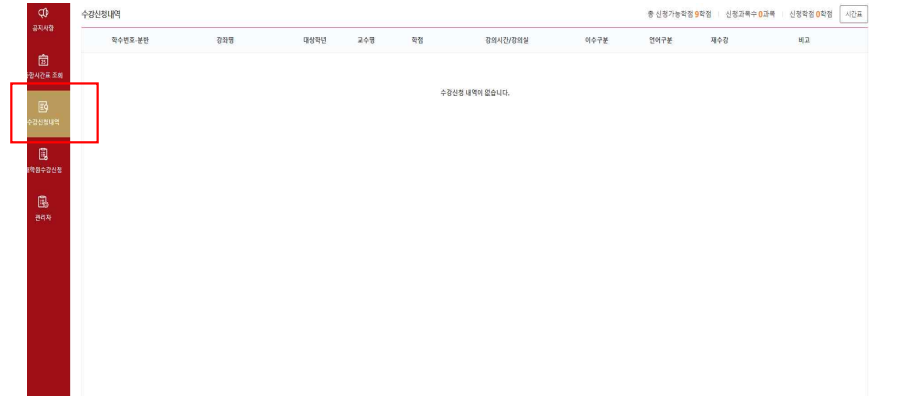 공지사항
수강신청내역
총 신청가능학점 9학점 신청과목수 0과목 신청학점 0학점 시간표
학수번호-분반 강좌명 대상학년 교수명 학점 강의시간/강의실 이수구분 언어구분 재수강 비고
시간표 조회
수강신청 내역이 없습니다.
수강신청내역
학원수강신청
관리자